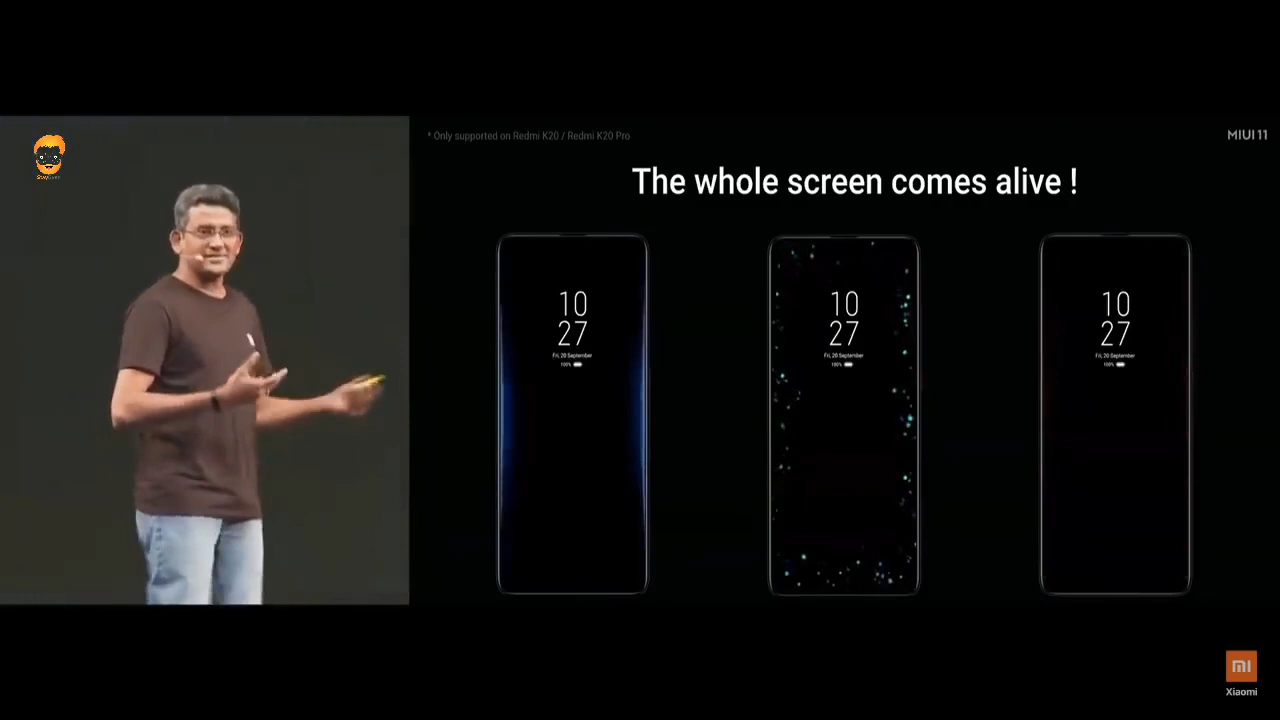 * Only supported on Redmi K20 / Redmi K20 Pro
MIUI 11
The whole screen comes alive !
10
27
Fri, 20 September
100%
10
27
Fri, 20 September
100%
10
27
Fri, 20 September
100%
mi
Xiaomi